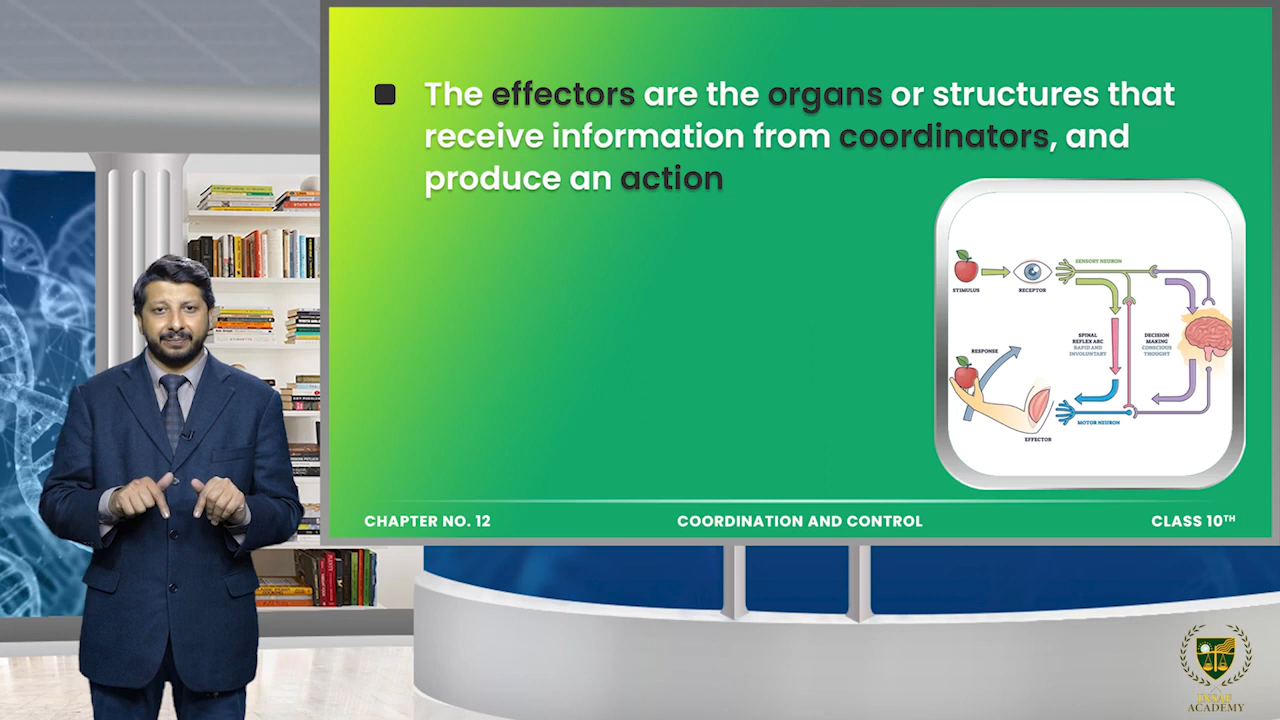 The effectors are the organs or structures that
receive information from coordinators, and
produce an action
STIMULUS
RECEPTOR
SENSORY NEURON
SPINAL
REFLEX ARC
RAPID AND
INVOLUNTARY
DECISION
MAKING
CONSCIOUS
THOUGHT
RESPONSE
EFFECTOR
MOTOR NEURON
CHAPTER NO. 12
COORDINATION AND CONTROL
CLASS 10TH
ACADEMY